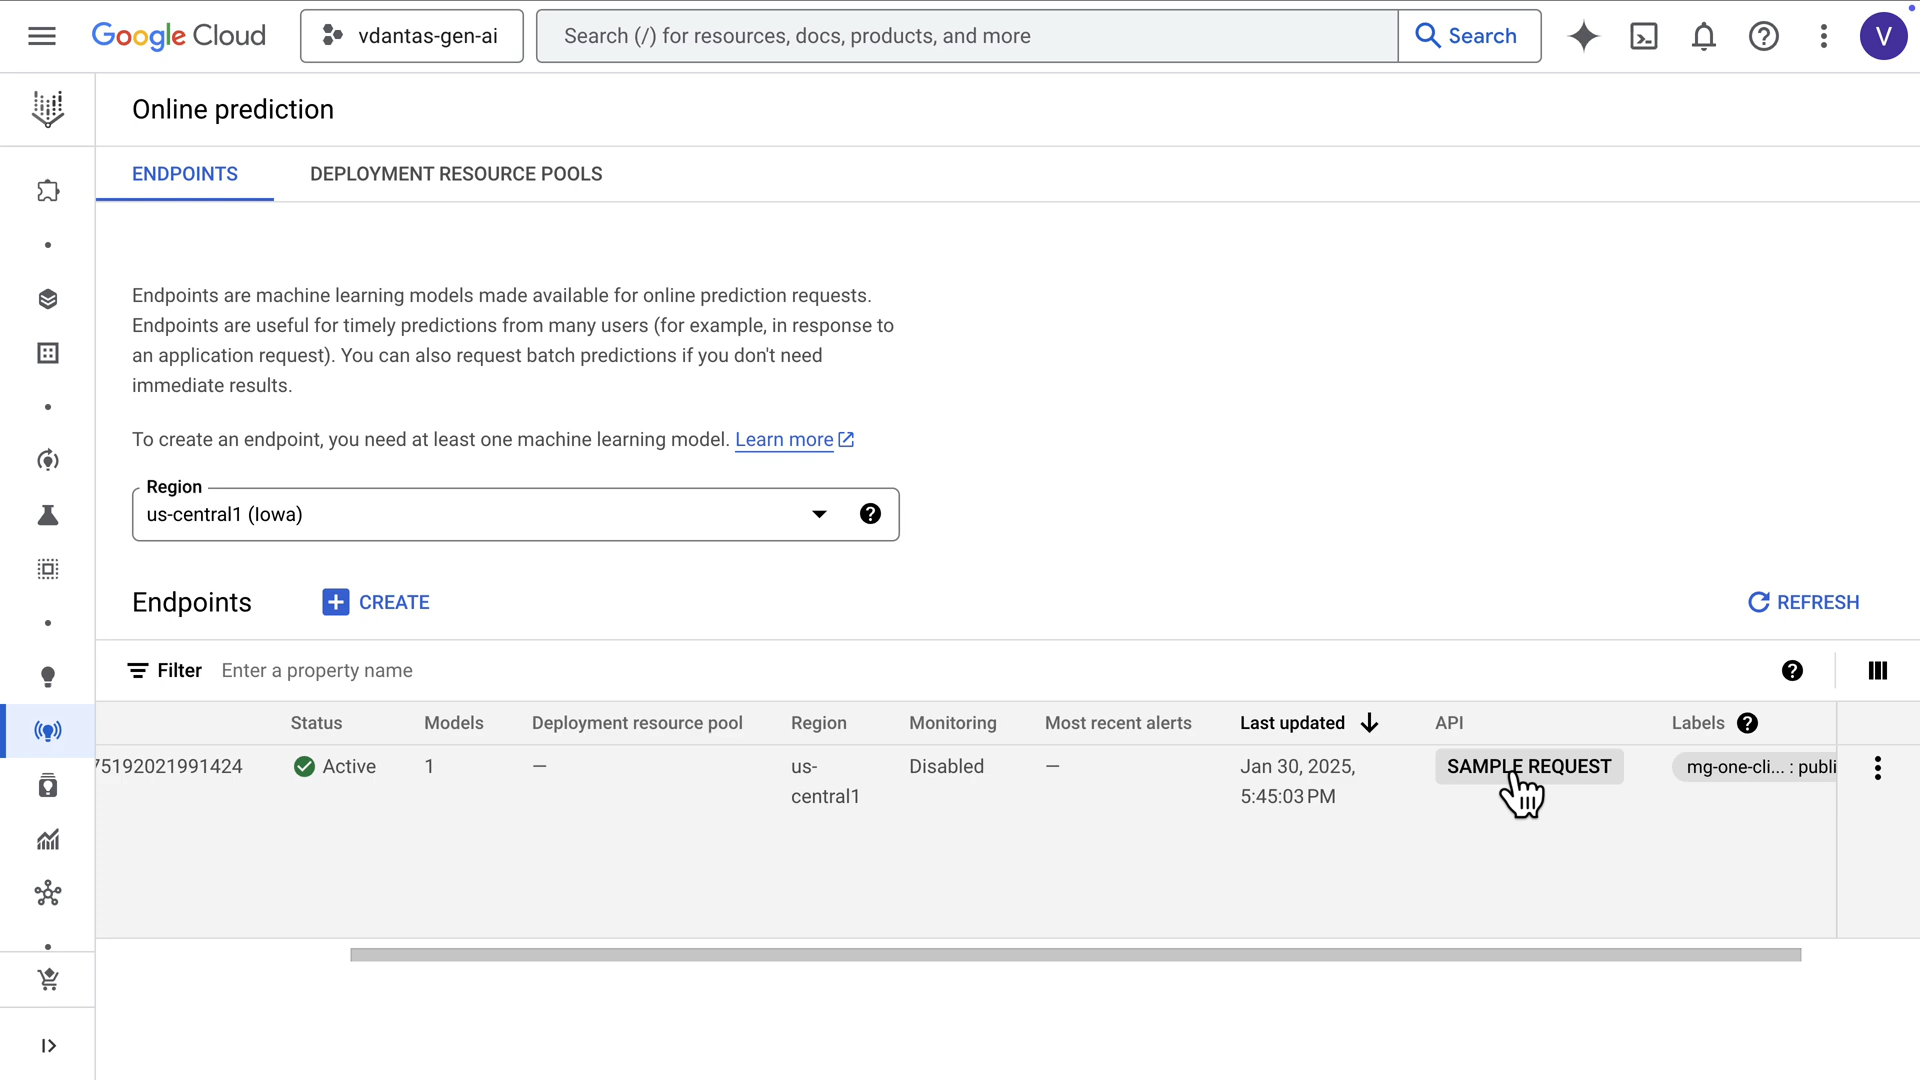 Google Cloud
vdantas-gen-ai
Search (/) for resources, docs, products, and more
Search
V
Online prediction
ENDPOINTS
DEPLOYMENT RESOURCE POOLS
Endpoints are machine learning models made available for online prediction requests.
Endpoints are useful for timely predictions from many users (for example, in response to
an application request). You can also request batch predictions if you don't need
immediate results.
To create an endpoint, you need at least one machine learning model. Learn more
Region
us-central1 (Iowa)
Endpoints
CREATE
REFRESH
Filter Enter a property name
Status Models Deployment resource pool Region Monitoring Most recent alerts Last updated API Labels
75192021991424 Active 1 — us- Disabled — Jan 30, 2025, SAMPLE REQUEST mg-one-cli... : publi
central1 5:45:03 PM